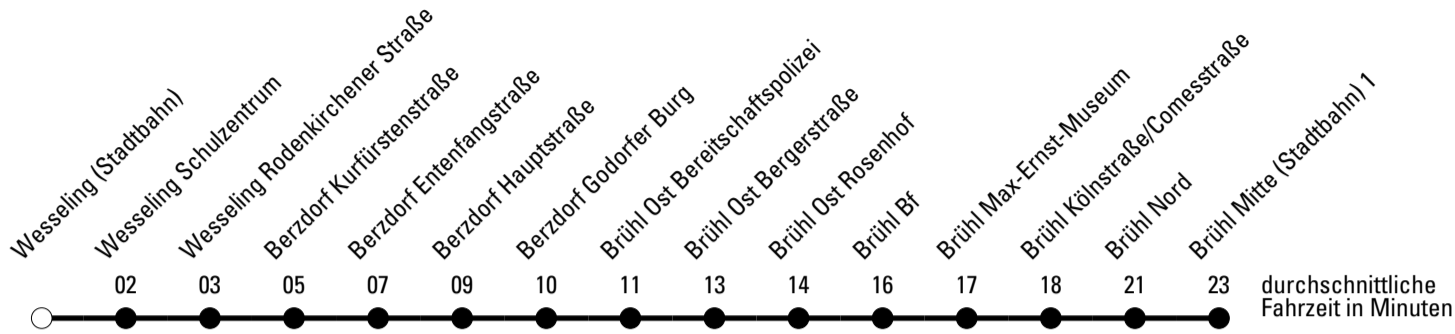 Wesseling (Stadtbahn)
Wesseling Schulzentrum
Wesseling Rodenkirchener Straße
Berzdorf Kurfürstenstraße
Berzdorf Entenfangstraße
Berzdorf Hauptstraße
Berzdorf Godorfer Burg
Brühl Ost Bereitschaftspolizei
Brühl Ost Bergerstraße
Brühl Ost Rosenhof
Brühl Bf
Brühl Max-Ernst-Museum
Brühl Kölnstraße/Comesstraße
Brühl Nord
Brühl Mitte (Stadtbahn) 1
02 03 05 07 09 10 11 13 14 16 17 18 21 23
durchschnittliche
Fahrzeit in Minuten